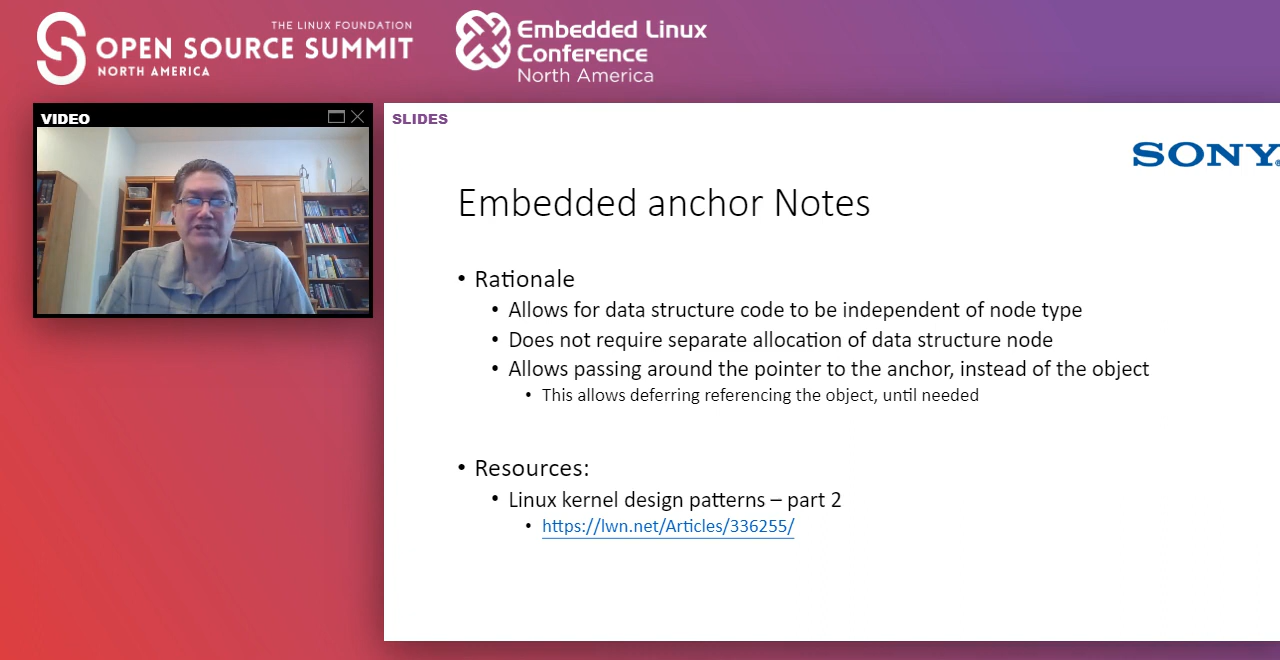 THE LINUX FOUNDATION
OPEN SOURCE SUMMIT
NORTH AMERICA
Embedded Linux
Conference
North America
VIDEO
SLIDES
SONY
Embedded anchor Notes
• Rationale
• Allows for data structure code to be independent of node type
• Does not require separate allocation of data structure node
• Allows passing around the pointer to the anchor, instead of the object
• This allows deferring referencing the object, until needed
• Resources:
• Linux kernel design patterns – part 2
• https://lwn.net/Articles/336255/